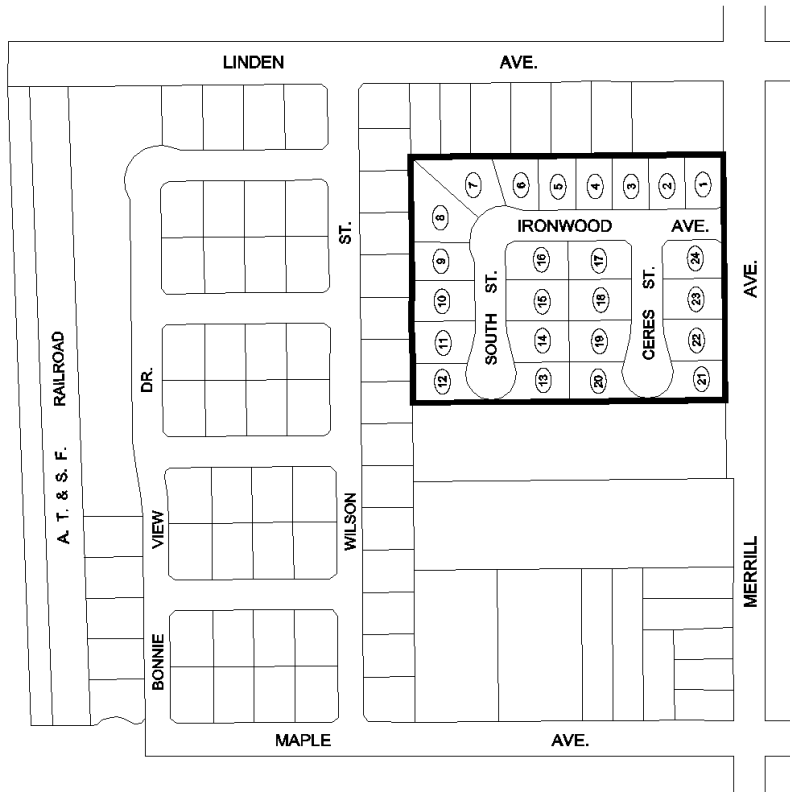 LINDEN AVE.
7 6 5 4 3 2 1
8
IRONWOOD AVE.
ST.
9 16 17 24
AVE.
10 15 18 23
SOUTH ST.
CERES ST.
11 14 19 22
12 13 20 21
A. T. & S. F. RAILROAD
BONNIE VIEW DR.
WILSON
MERRILL
MAPLE AVE.